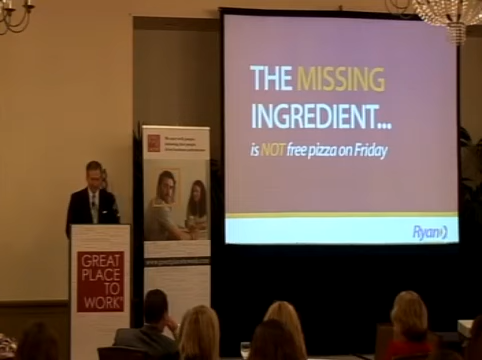 THE MISSING
INGREDIENT...
is NOT free pizza on Friday
Ryan
GREAT
PLACE
TO
WORK®